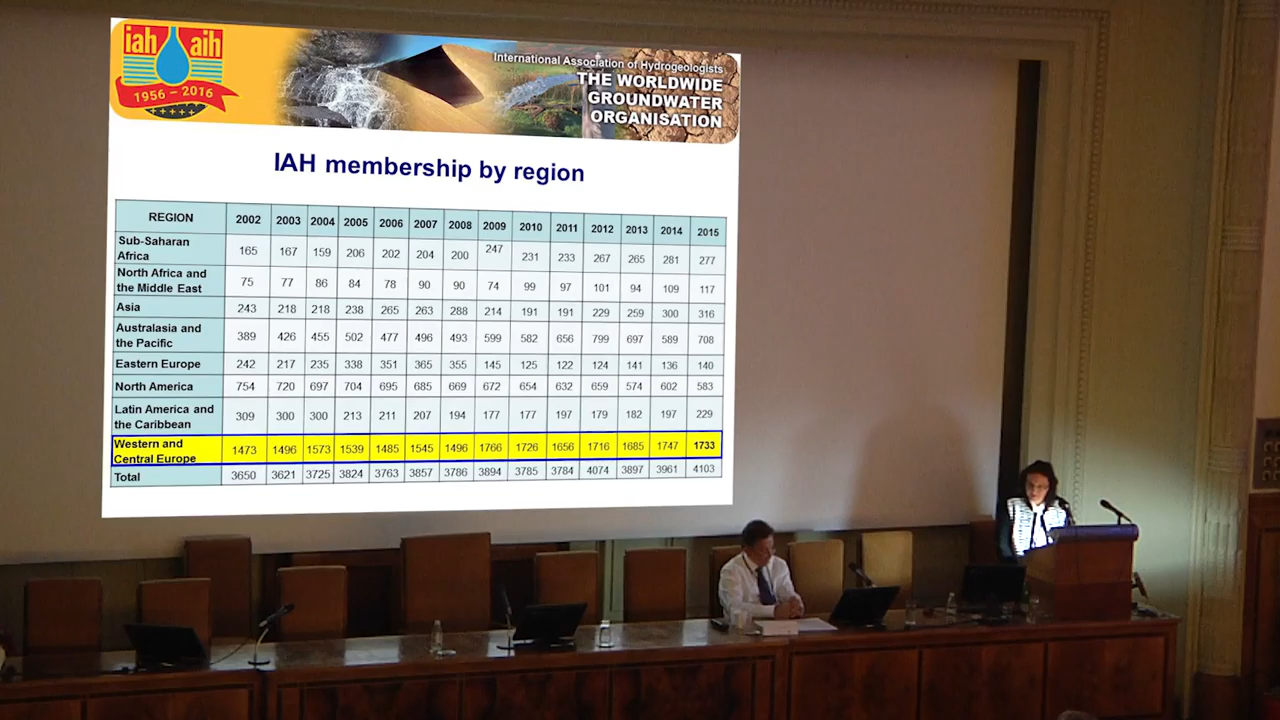 iah aih
1956 – 2016
International Association of Hydrogeologists
THE WORLDWIDE
GROUNDWATER
ORGANISATION
IAH membership by region
REGION 2002 2003 2004 2005 2006 2007 2008 2009 2010 2011 2012 2013 2014 2015
Sub-Saharan
Africa 165 167 159 206 202 204 200 247 231 233 267 265 281 277
North Africa and
the Middle East 75 77 86 84 78 90 90 74 99 97 101 94 109 117
Asia 243 218 218 238 265 263 288 214 191 191 229 259 300 316
Australasia and
the Pacific 389 426 455 502 477 496 493 599 582 656 799 697 589 708
Eastern Europe 242 217 235 338 351 365 355 145 125 122 124 141 136 140
North America 754 720 697 704 695 685 669 672 654 632 659 574 602 583
Latin America and
the Caribbean 309 300 300 213 211 207 194 177 177 197 179 182 197 229
Western and
Central Europe 1473 1496 1573 1539 1485 1545 1496 1766 1726 1656 1716 1685 1747 1733
Total 3650 3621 3725 3824 3763 3857 3786 3894 3785 3784 4074 3897 3961 4103